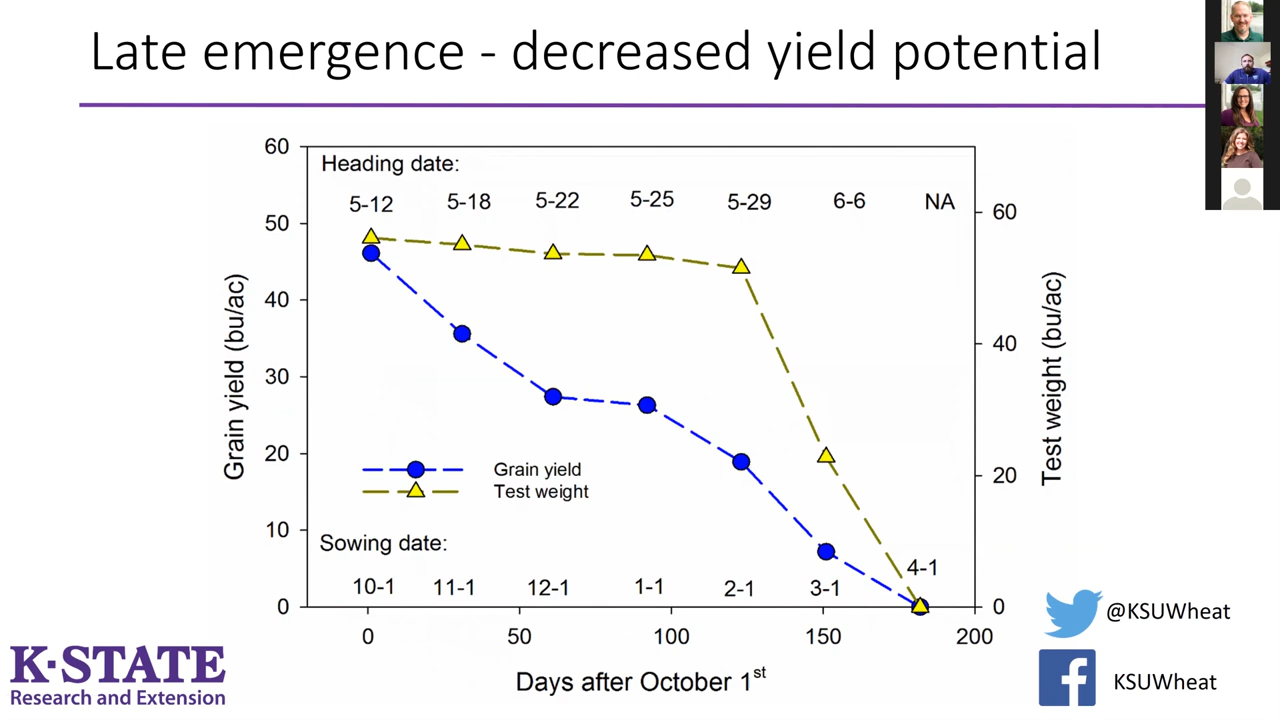 Late emergence - decreased yield potential
Heading date:
5-12 5-18 5-22 5-25 5-29 6-6 NA
60
50
40
30
20
10
0
Grain yield (bu/ac)
60
40
20
0
Test weight (bu/ac)
Grain yield
Test weight
Sowing date:
10-1 11-1 12-1 1-1 2-1 3-1 4-1
0 50 100 150 200
Days after October 1st
K-STATE
Research and Extension
@KSUWheat
KSUWheat